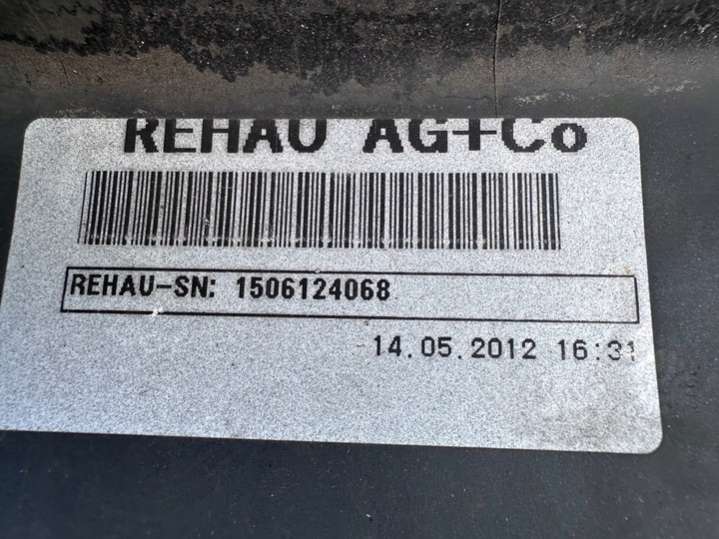 REHAU AG+Co
REHAU-SN: 1506124068
14.05.2012 16:31